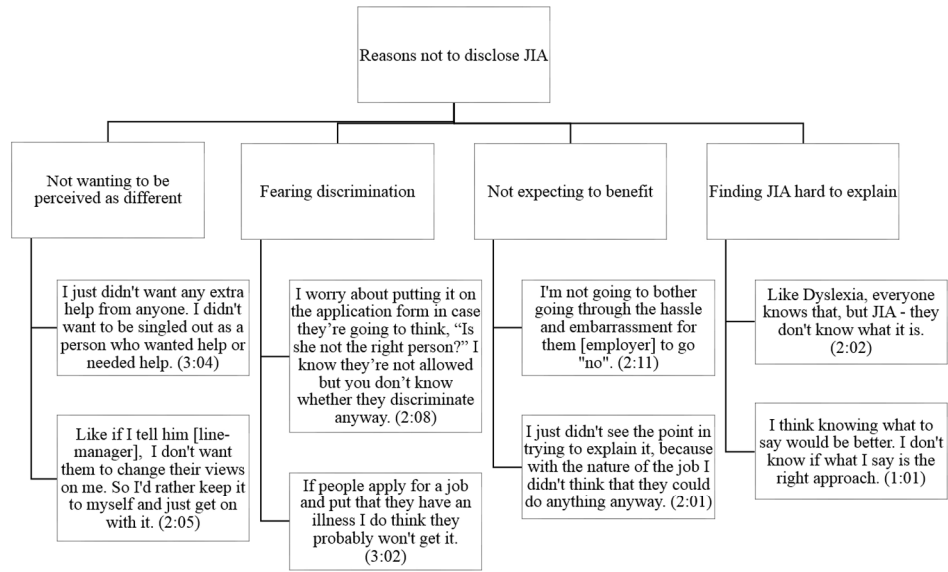 Reasons not to disclose JIA
Not wanting to be
perceived as different
Fearing discrimination
Not expecting to benefit
Finding JIA hard to explain
I just didn't want any extra
help from anyone. I didn't
want to be singled out as a
person who wanted help or
needed help. (3:04)
Like if I tell him [line-
manager],  I don't want
them to change their views
on me. So I'd rather keep it
to myself and just get on
with it. (2:05)
I worry about putting it on
the application form in case
they’re going to think, “Is
she not the right person?” I
know they’re not allowed
but you don’t know
whether they discriminate
anyway. (2:08)
If people apply for a job
and put that they have an
illness I do think they
probably won't get it.
(3:02)
I'm not going to bother
going through the hassle
and embarrassment for
them [employer] to go
"no". (2:11)
I just didn't see the point in
trying to explain it, because
with the nature of the job I
didn't think that they could
do anything anyway. (2:01)
Like Dyslexia, everyone
knows that, but JIA - they
don't know what it is.
(2:02)
I think knowing what to
say would be better. I don't
know if what I say is the
right approach. (1:01)